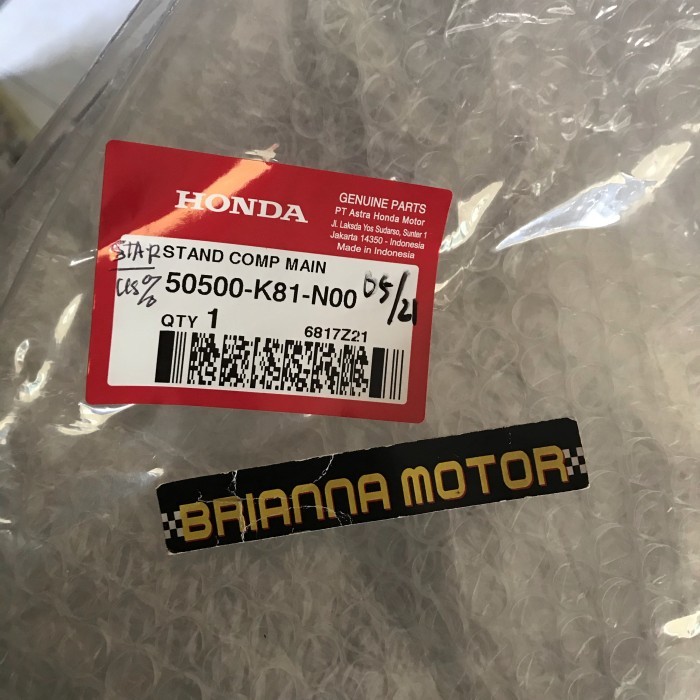 HONDA
GENUINE PARTS
PT Astra Honda Motor
Jl. Laksda Yos Sudarso, Sunter 1
Jakarta 14350 - Indonesia
Made in Indonesia
STAR STAND COMP MAIN
50500-K81-N00 05/21
QTY 1
6817Z21
BRIANNA MOTOR